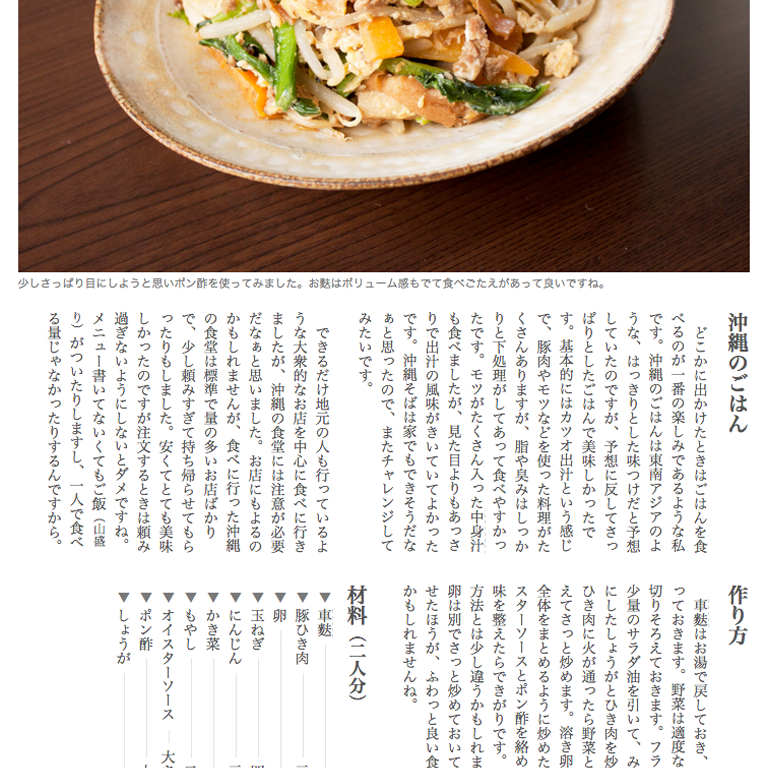 少しさっぱり目にしようと思いポン酢を使ってみました。お麩はボリューム感もでて食べごたえがあって良いですね。
沖縄のごはん
どこかに出かけたときはごはんを食
べるのが一番の楽しみであるような私
です。沖縄のごはんは東南アジアのよ
うな、はっきりとした味つけだと予想
していたのですが、予想に反してさっ
ぱりとしたごはんで美味しかったで
す。基本的にはカツオ出汁という感じ
で、豚肉やモツなどを使った料理がた
くさんありますが、脂や臭みはしっか
りと下処理がしてあって食べやすかっ
たです。モツがたくさん入った中身汁
も食べましたが、見た目よりもあっさ
りで出汁の風味がきいていてよかった
です。沖縄そばは家でもできそうだな
ぁと思ったので、またチャレンジして
みたいです。
できるだけ地元の人も行っているよ
うな大衆的なお店を中心に食べに行き
ましたが、沖縄の食堂には注意が必要
だなぁと思いました。お店にもよるの
かもしれませんが、食べに行った沖縄
の食堂は標準で量の多いお店ばかり
で、少し頼みすぎて持ち帰らせてもら
ったりもしました。安くてとても美味
しかったのですが注文するときは頼み
過ぎないようにしないとダメですね。
メニュー書いてなくてもご飯（山盛
り）がついたりしますし、一人で食べ
る量じゃなかったりするんですから。
作り方
車麩はお湯で戻しておき、
っておきます。野菜は適度な
切りそろえておきます。フラ
少量のサラダ油を引いて、み
にしたしょうがとひき肉を炒
ひき肉に火が通ったら野菜と
えてさっと炒めます。溶き卵
全体をまとめるように炒めた
スターソースとポン酢を絡め
味を整えたらできがりです。
方法とは少し違うかもしれま
卵は別でさっと炒めておいて
せたほうが、ふわっと良い食
かもしれませんね。
材料（二人分）
▼車麩
▼豚ひき肉
▼卵
▼玉ねぎ
▼にんじん
▼かき菜
▼もやし
▼オイスターソース 大
▼ポン酢
▼しょうが